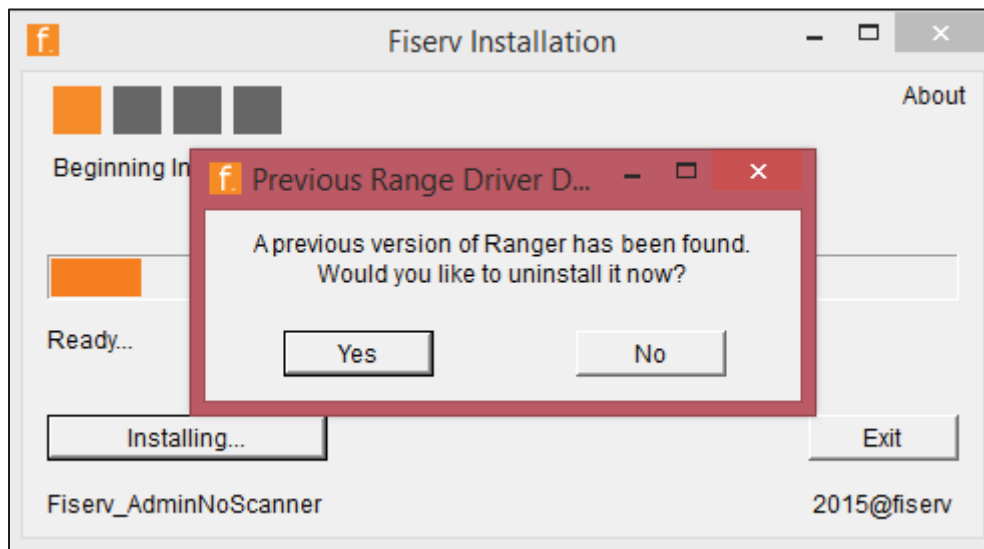 f.
Fiserv Installation
About
Beginning In
f.
Previous Range Driver D...
A previous version of Ranger has been found.
Would you like to uninstall it now?
Yes
No
Ready...
Installing...
Exit
Fiserv_AdminNoScanner
2015@fiserv